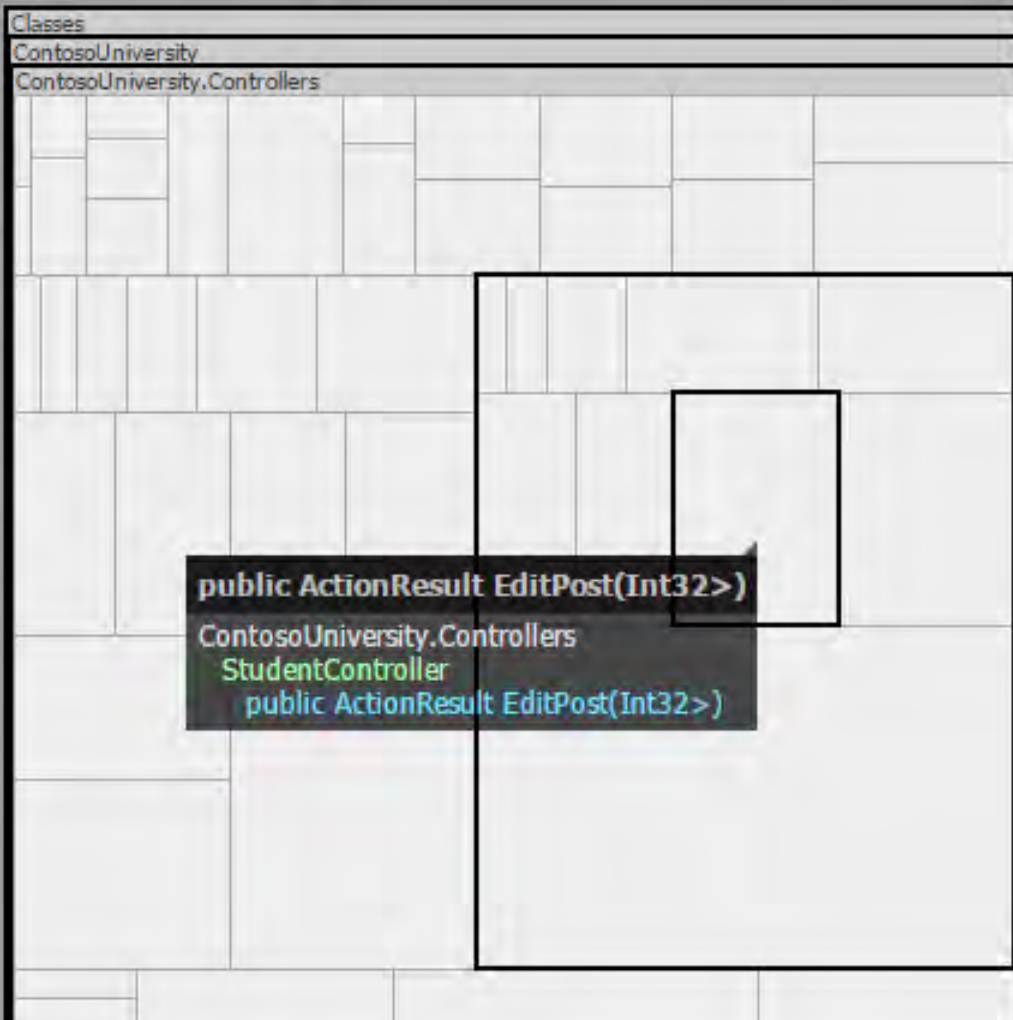 Classes
ContosoUniversity
ContosoUniversity.Controllers
public ActionResult EditPost(Int32>)
ContosoUniversity.Controllers
StudentController
public ActionResult EditPost(Int32>)